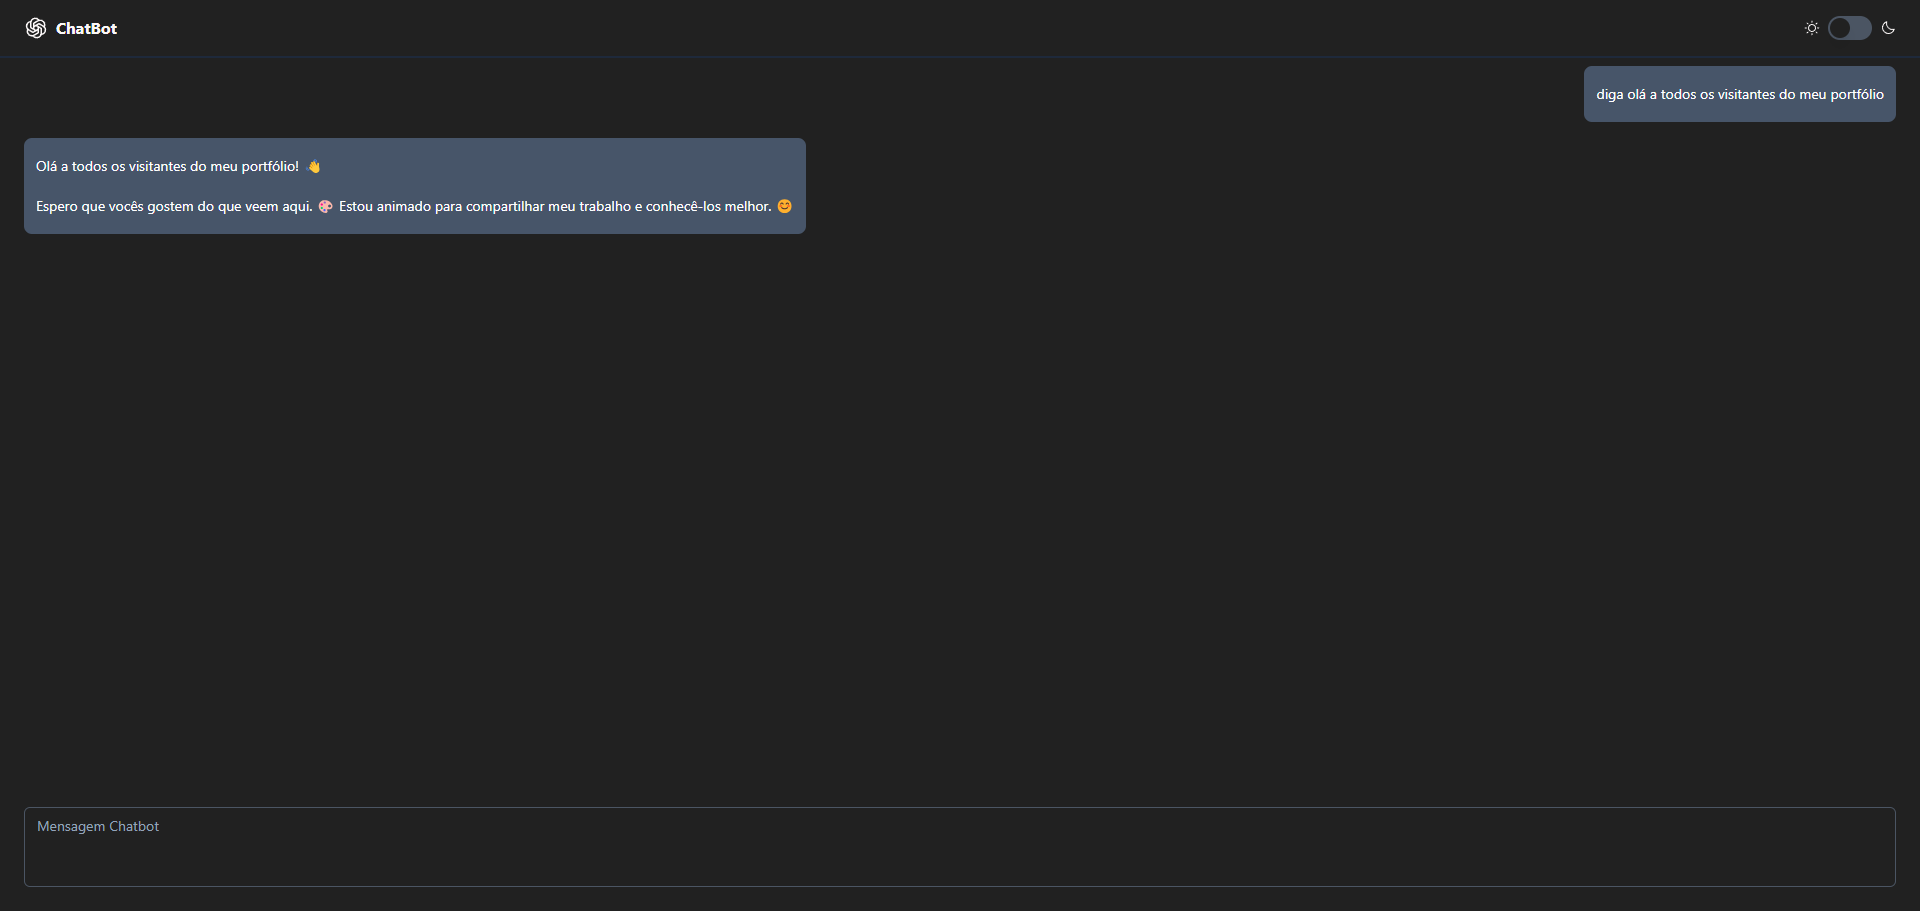 ChatBot
diga olá a todos os visitantes do meu portfólio
Olá a todos os visitantes do meu portfólio! 👋
Espero que vocês gostem do que veem aqui. 🎨 Estou animado para compartilhar meu trabalho e conhecê-los melhor. 😊
Mensagem Chatbot